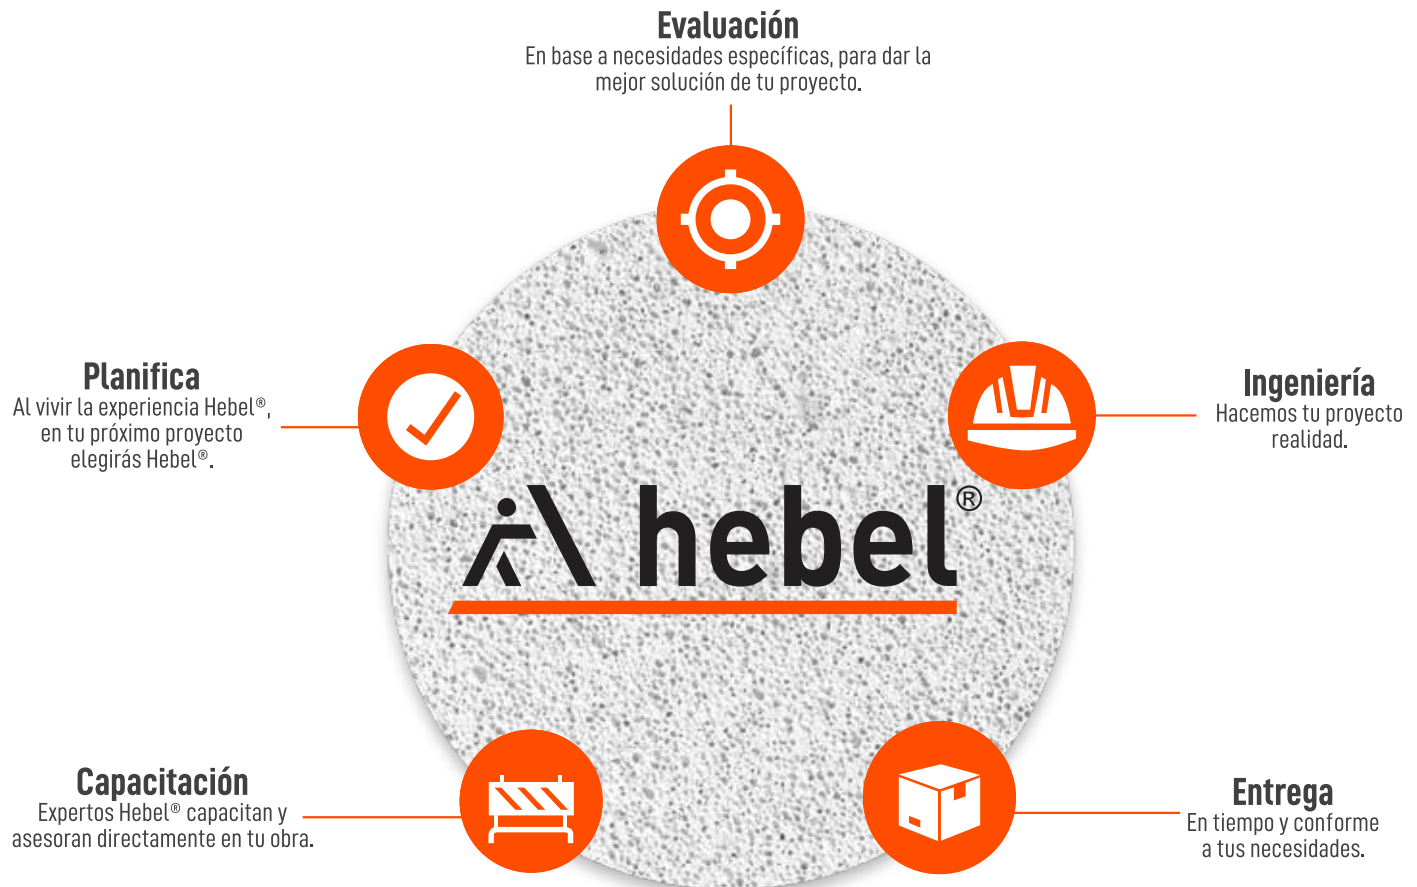 Evaluación
En base a necesidades específicas, para dar la
mejor solución de tu proyecto.
Planifica
Al vivir la experiencia Hebel®,
en tu próximo proyecto
elegirás Hebel®.
Ingeniería
Hacemos tu proyecto
realidad.
hebel®
Capacitación
Expertos Hebel® capacitan y
asesoran directamente en tu obra.
Entrega
En tiempo y conforme
a tus necesidades.